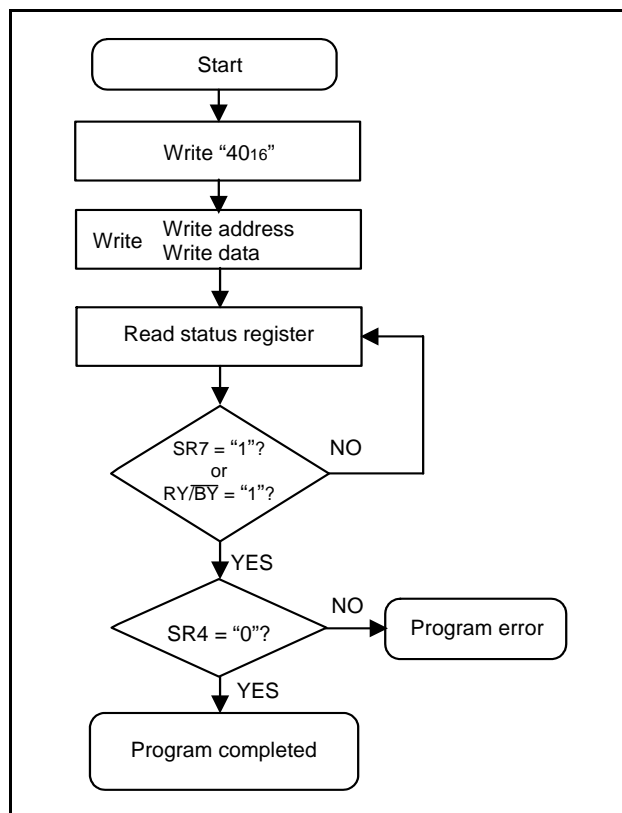 Start
Write “40₁₆”
Write address
Write
Write data
Read status register
SR7 = “1”?
NO
or
RY/B̅Y̅ = “1”?
YES
NO
SR4 = “0”?
Program error
YES
Program completed